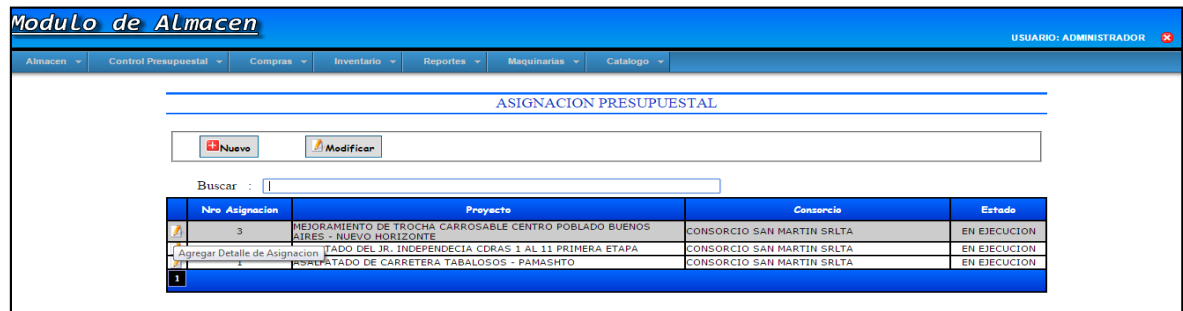 Modulo de Almacen
USUARIO: ADMINISTRADOR
Almacen Control Presupuestal Compras Inventario Reportes Maquinarias Catalogo
ASIGNACION PRESUPUESTAL
Nuevo Modificar
Buscar :
Nro Asignacion Proyecto Consorcio Estado
3 MEJORAMIENTO DE TROCHA CARROSABLE CENTRO POBLADO BUENOS
AIRES - NUEVO HORIZONTE CONSORCIO SAN MARTIN SRLTA EN EJECUCION
TADO DEL JR. INDEPENDECIA CDRAS 1 AL 11 PRIMERA ETAPA CONSORCIO SAN MARTIN SRLTA EN EJECUCION
Agregar Detalle de Asignacion
1 ASALFATADO DE CARRETERA TABALOSOS - PAMASHTO CONSORCIO SAN MARTIN SRLTA EN EJECUCION
1